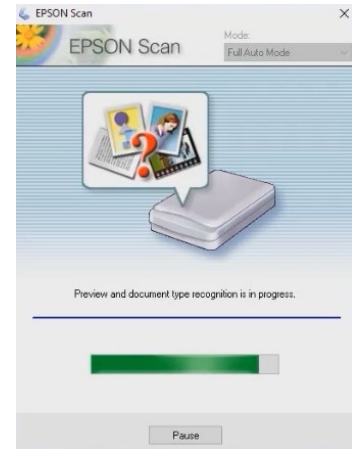 EPSON Scan
EPSON Scan
Mode:
Full Auto Mode
Preview and document type recognition is in progress.
Pause